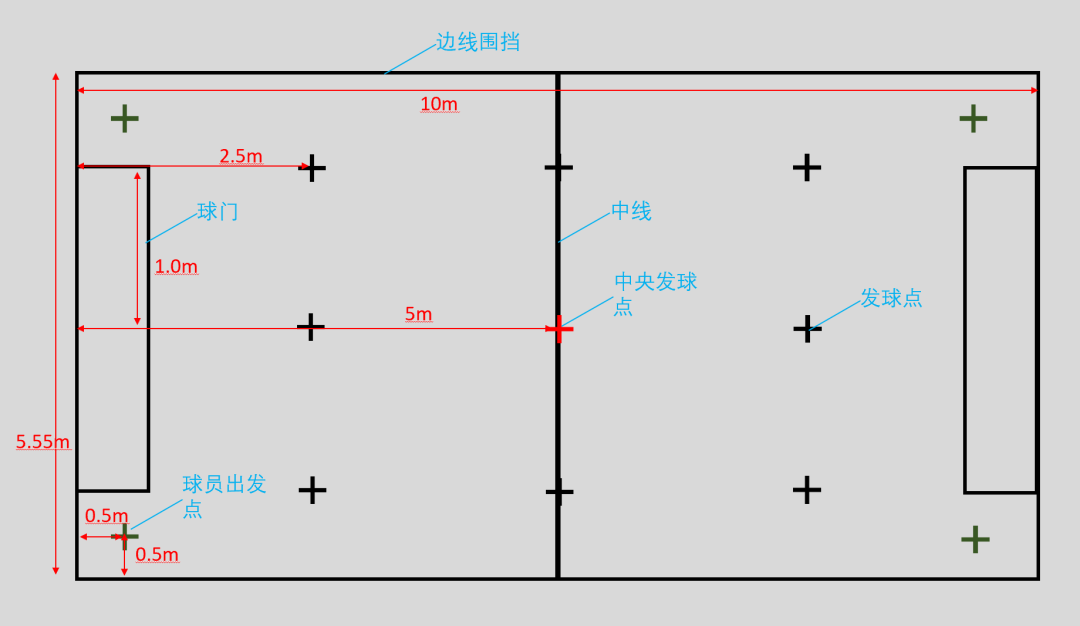 边线围挡
10m
2.5m
球门
中线
1.0m
中央发球
点
发球点
5m
5.55m
球员出发
点
0.5m
0.5m